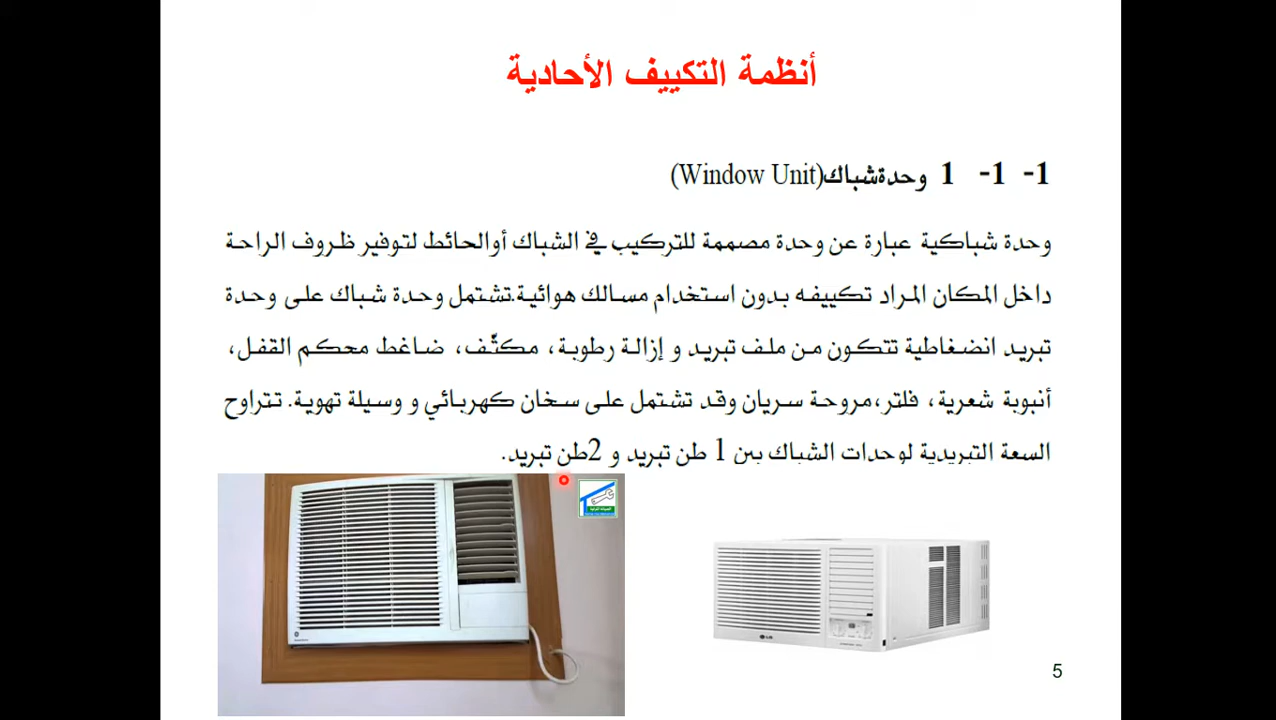 أنظمة التكييف الأحادية
1- 1- 1 وحدةشباك(Window Unit)
وحدة شباكية عبارة عن وحدة مصممة للتركيب في الشباك أوالحائط لتوفير ظروف الراحة
داخل المكان المراد تكييفه بدون استخدام مسالك هوائية.تشتمل وحدة شباك على وحدة
تبريد انضغاطية تتكون من ملف تبريد و إزالة رطوبة، مكثّف، ضاغط محكم القفل،
أنبوبة شعرية، فلتر،مروحة سريان وقد تشتمل على سخان كهربائي و وسيلة تهوية. تتراوح
السعة التبريدية لوحدات الشباك بين 1 طن تبريد و 2طن تبريد.
LG
5